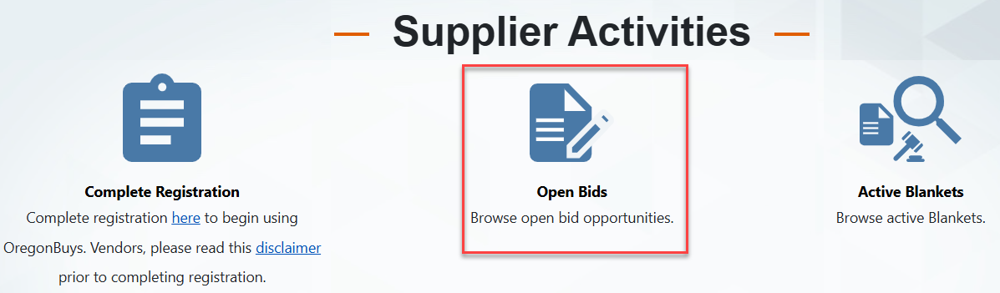 Supplier Activities
Complete Registration
Complete registration here to begin using
OregonBuys. Vendors, please read this disclaimer
prior to completing registration.
Open Bids
Browse open bid opportunities.
Active Blankets
Browse active Blankets.